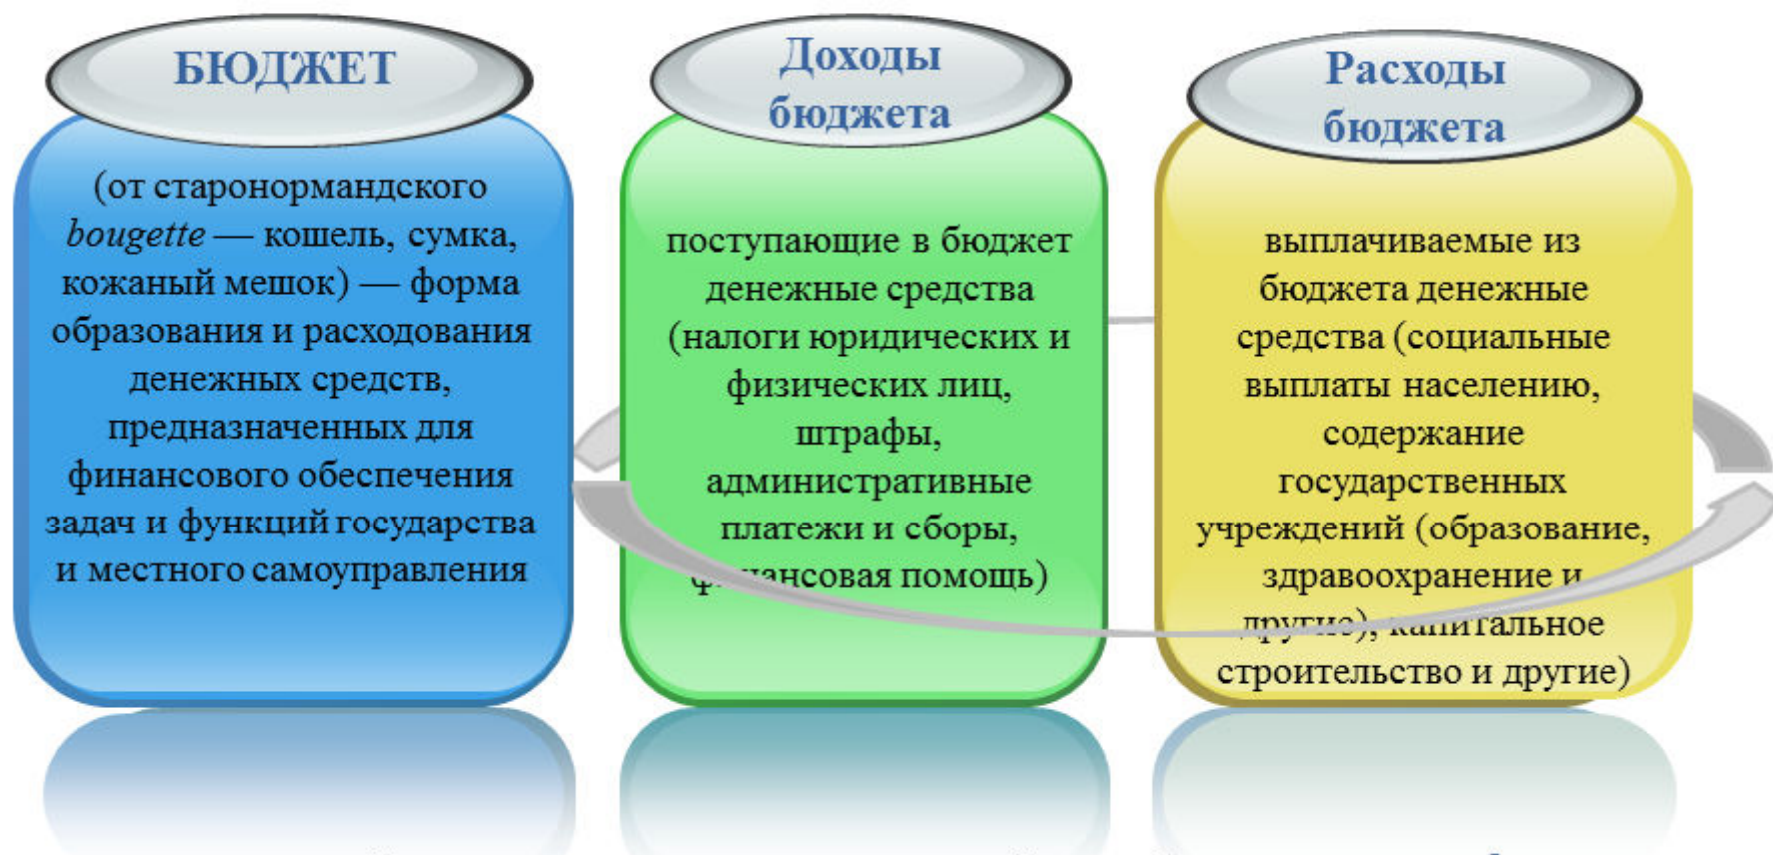 БЮДЖЕТ
(от старонормандского
bougette — кошель, сумка,
кожаный мешок) — форма
образования и расходования
денежных средств,
предназначенных для
финансового обеспечения
задач и функций государства
и местного самоуправления
Доходы
бюджета
поступающие в бюджет
денежные средства
(налоги юридических и
физических лиц,
штрафы,
административные
платежи и сборы,
финансовая помощь)
Расходы
бюджета
выплачиваемые из
бюджета денежные
средства (социальные
выплаты населению,
содержание
государственных
учреждений (образование,
здравоохранение и
другие), капитальное
строительство и другие)